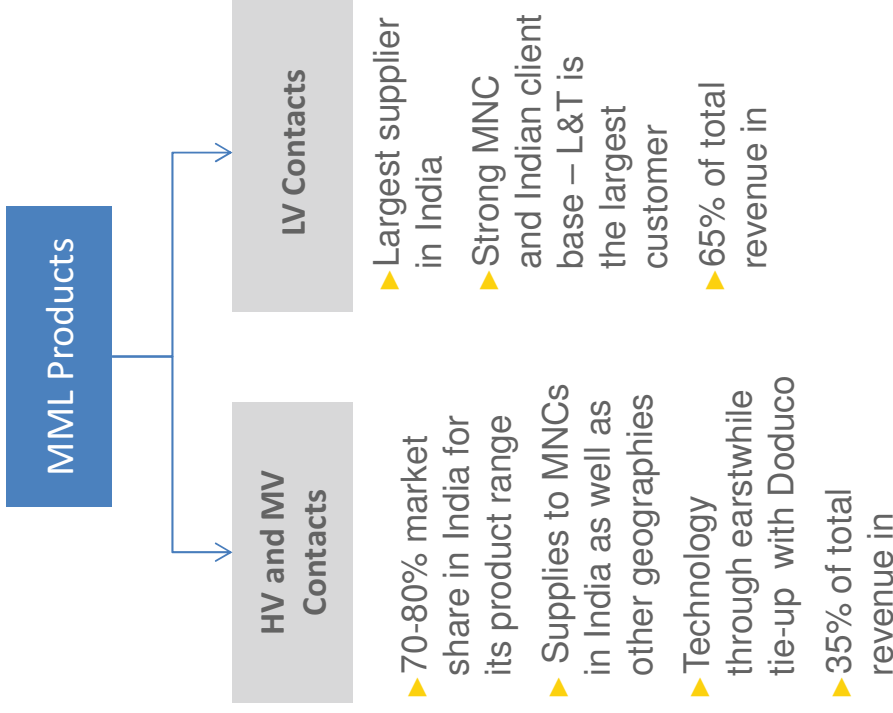 MML Products
HV and MV
Contacts
70-80% market
share in India for
its product range
Supplies to MNCs
in India as well as
other geographies
Technology
through earstwhile
tie-up with Doduco
35% of total
revenue in
LV Contacts
Largest supplier
in India
Strong MNC
and Indian client
base – L&T is
the largest
customer
65% of total
revenue in